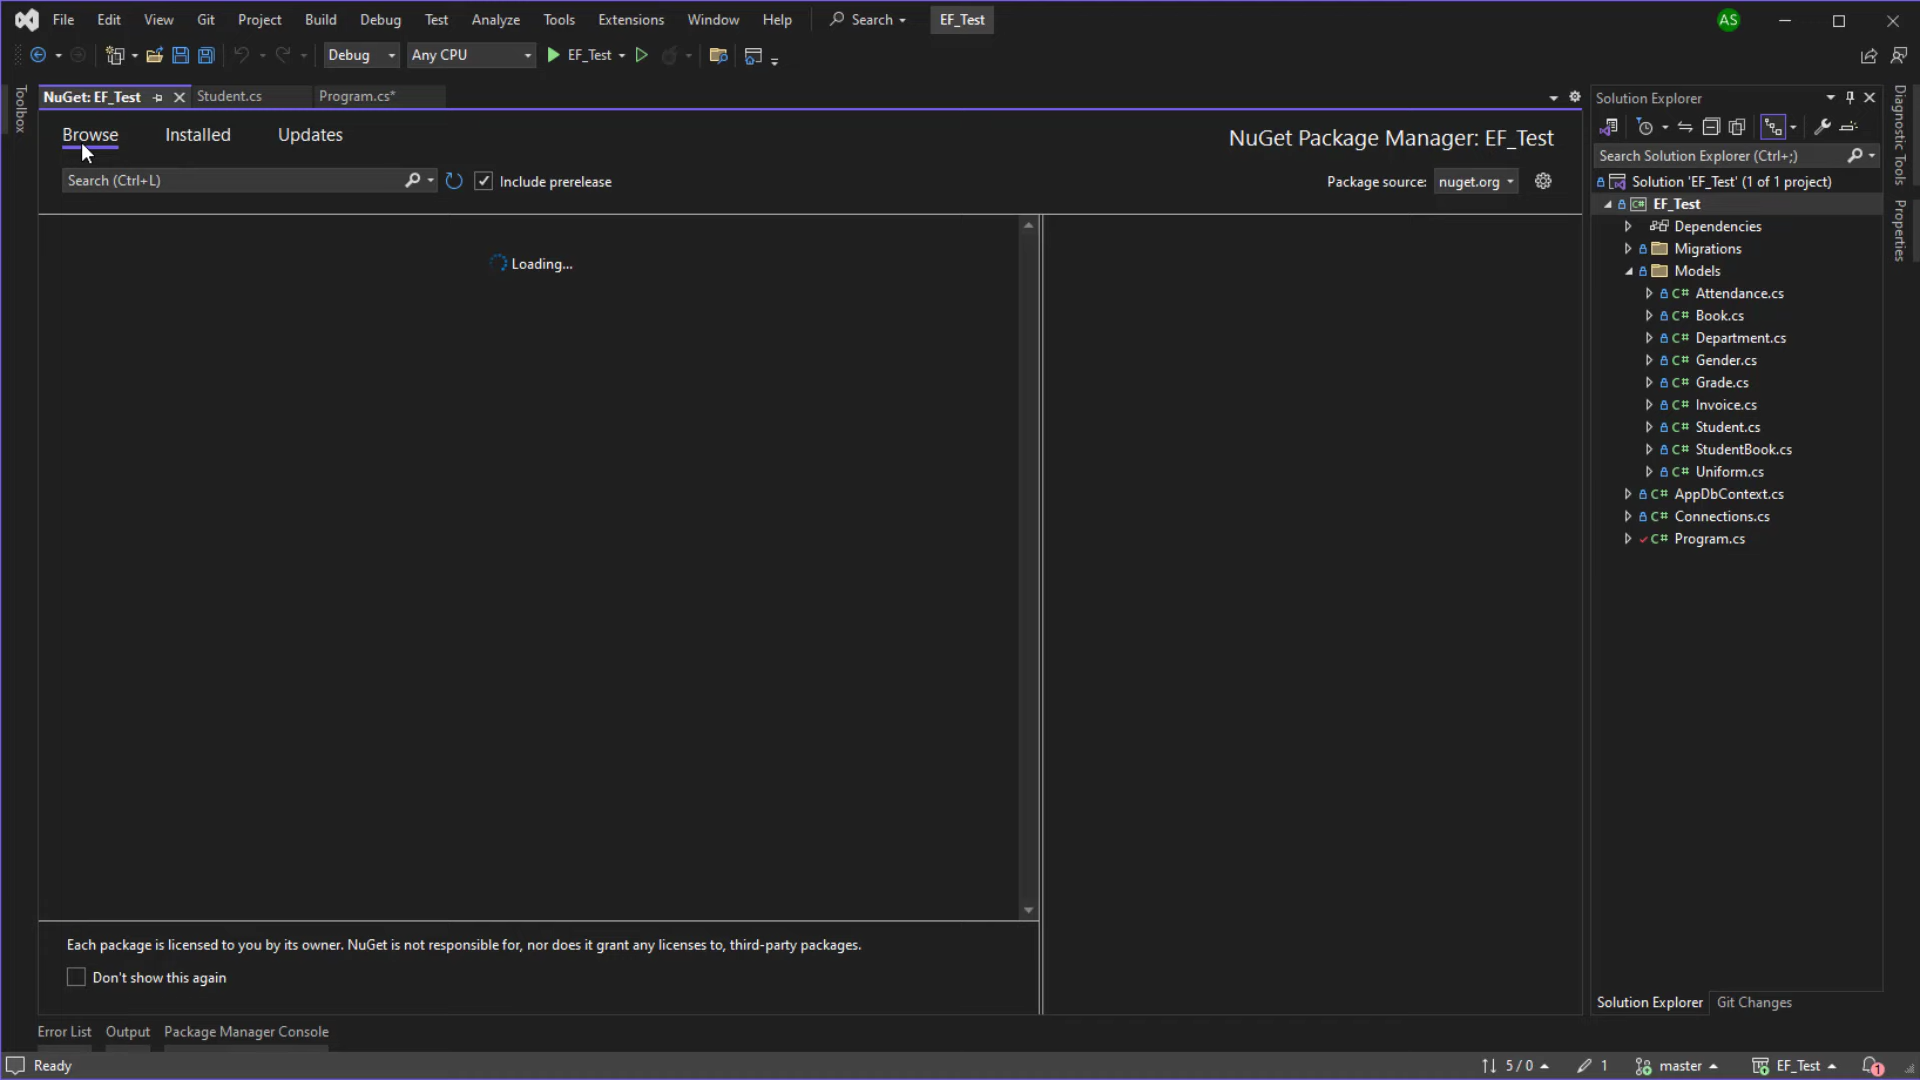 File Edit View Git Project Build Debug Test Analyze Tools Extensions Window Help Search EF_Test AS
Debug Any CPU EF_Test
Toolbox
NuGet: EF_Test Student.cs Program.cs*
Browse Installed Updates
NuGet Package Manager: EF_Test
Search (Ctrl+L) Include prerelease
Package source: nuget.org
Loading...
Each package is licensed to you by its owner. NuGet is not responsible for, nor does it grant any licenses to, third-party packages.
Don't show this again
Solution Explorer
Search Solution Explorer (Ctrl+;)
Solution 'EF_Test' (1 of 1 project)
C# EF_Test
Dependencies
Migrations
Models
C# Attendance.cs
C# Book.cs
C# Department.cs
C# Gender.cs
C# Grade.cs
C# Invoice.cs
C# Student.cs
C# StudentBook.cs
C# Uniform.cs
C# AppDbContext.cs
C# Connections.cs
C# Program.cs
Solution Explorer Git Changes
Diagnostic Tools
Properties
Error List Output Package Manager Console
Ready 5 / 0 1 master EF_Test 1